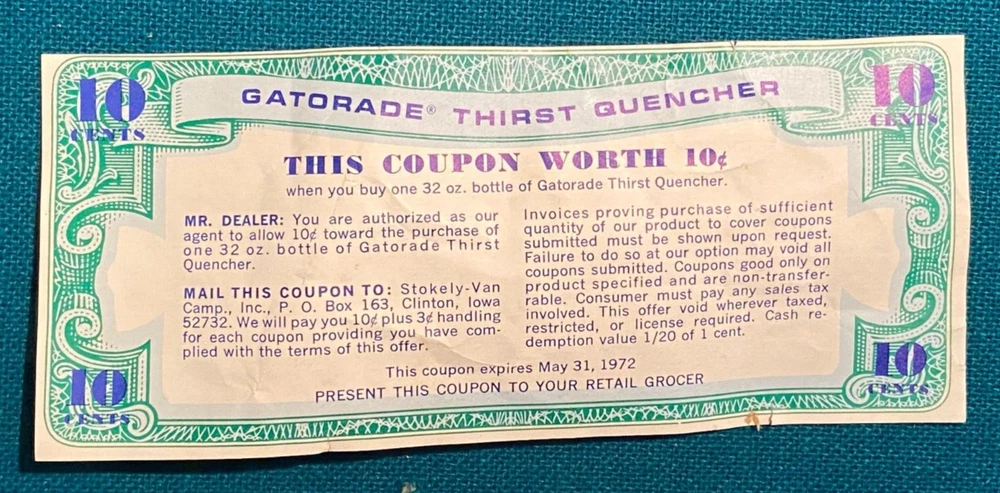 10
CENTS
GATORADE® THIRST QUENCHER
10
CENTS
THIS COUPON WORTH 10¢
when you buy one 32 oz. bottle of Gatorade Thirst Quencher.
MR. DEALER: You are authorized as our
agent to allow 10¢ toward the purchase of
one 32 oz. bottle of Gatorade Thirst
Quencher.
MAIL THIS COUPON TO: Stokely-Van
Camp., Inc., P. O. Box 163, Clinton, Iowa
52732. We will pay you 10¢ plus 3¢ handling
for each coupon providing you have com-
plied with the terms of this offer.
Invoices proving purchase of sufficient
quantity of our product to cover coupons
submitted must be shown upon request.
Failure to do so at our option may void all
coupons submitted. Coupons good only on
product specified and are non-transfer-
rable. Consumer must pay any sales tax
involved. This offer void wherever taxed,
restricted, or license required. Cash re-
demption value 1/20 of 1 cent.
This coupon expires May 31, 1972
PRESENT THIS COUPON TO YOUR RETAIL GROCER
10
CENTS
10
CENTS